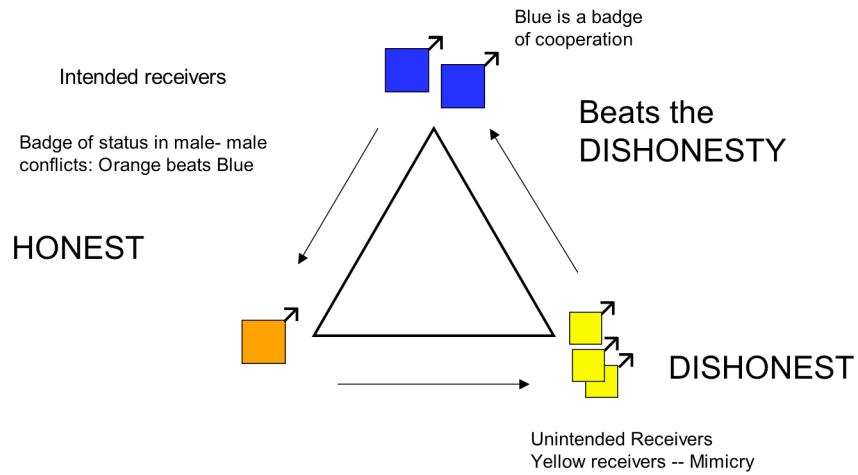 Blue is a badge
of cooperation
Intended receivers
Beats the
DISHONESTY
Badge of status in male- male
conflicts: Orange beats Blue
HONEST
DISHONEST
Unintended Receivers
Yellow receivers -- Mimicry